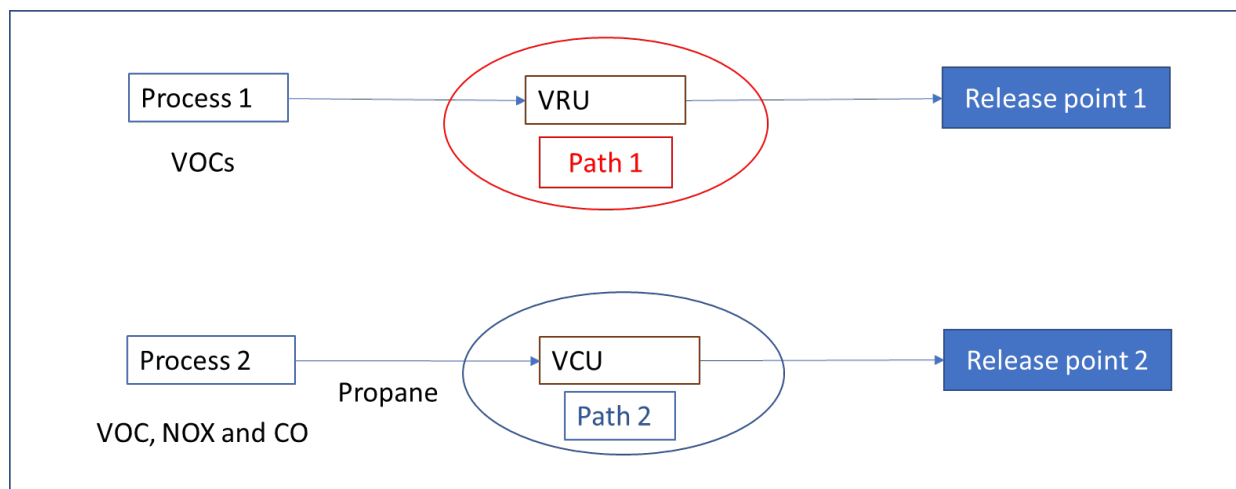 Process 1
VRU
Release point 1
VOCs
Path 1
Process 2
VCU
Release point 2
Propane
Path 2
VOC, NOX and CO